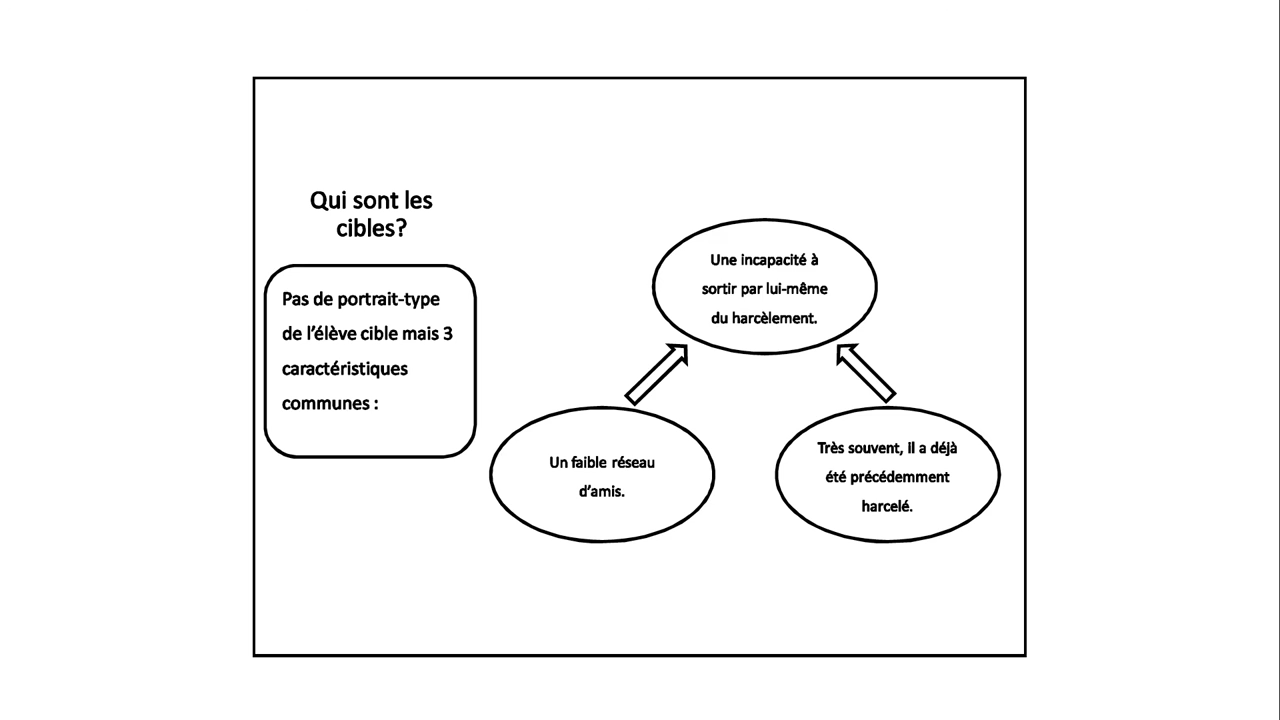 Qui sont les
cibles?
Pas de portrait-type
de l'élève cible mais 3
caractéristiques
communes :
Une incapacité à
sortir par lui-même
du harcèlement.
Un faible réseau
d'amis.
Très souvent, il a déjà
été précédemment
harcelé.